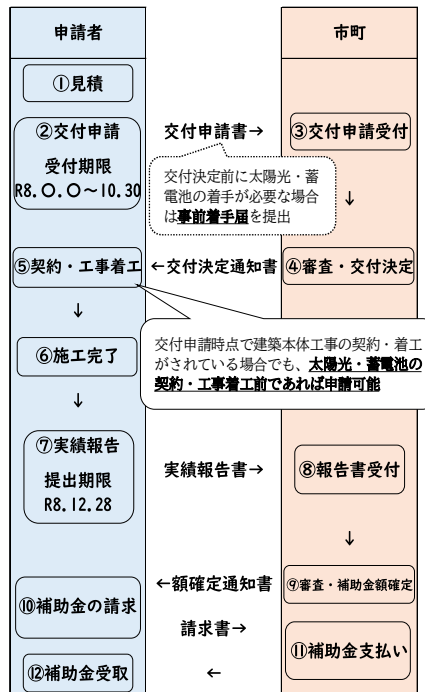 申請者
市町
①見積
②交付申請
受付期限
R8.〇.〇～10.30
交付申請書→
③交付申請受付
交付決定前に太陽光・蓄
電池の着手が必要な場合
は事前着手届を提出
↓
⑤契約・工事着工
←交付決定通知書
④審査・交付決定
↓
交付申請時点で建築本体工事の契約・着工
がされている場合でも、太陽光・蓄電池の
契約・工事着工前であれば申請可能
⑥施工完了
↓
⑦実績報告
提出期限
R8.12.28
実績報告書→
⑧報告書受付
↓
←額確定通知書
⑨審査・補助金額確定
⑩補助金の請求
請求書→
⑪補助金支払い
⑫補助金受取
←